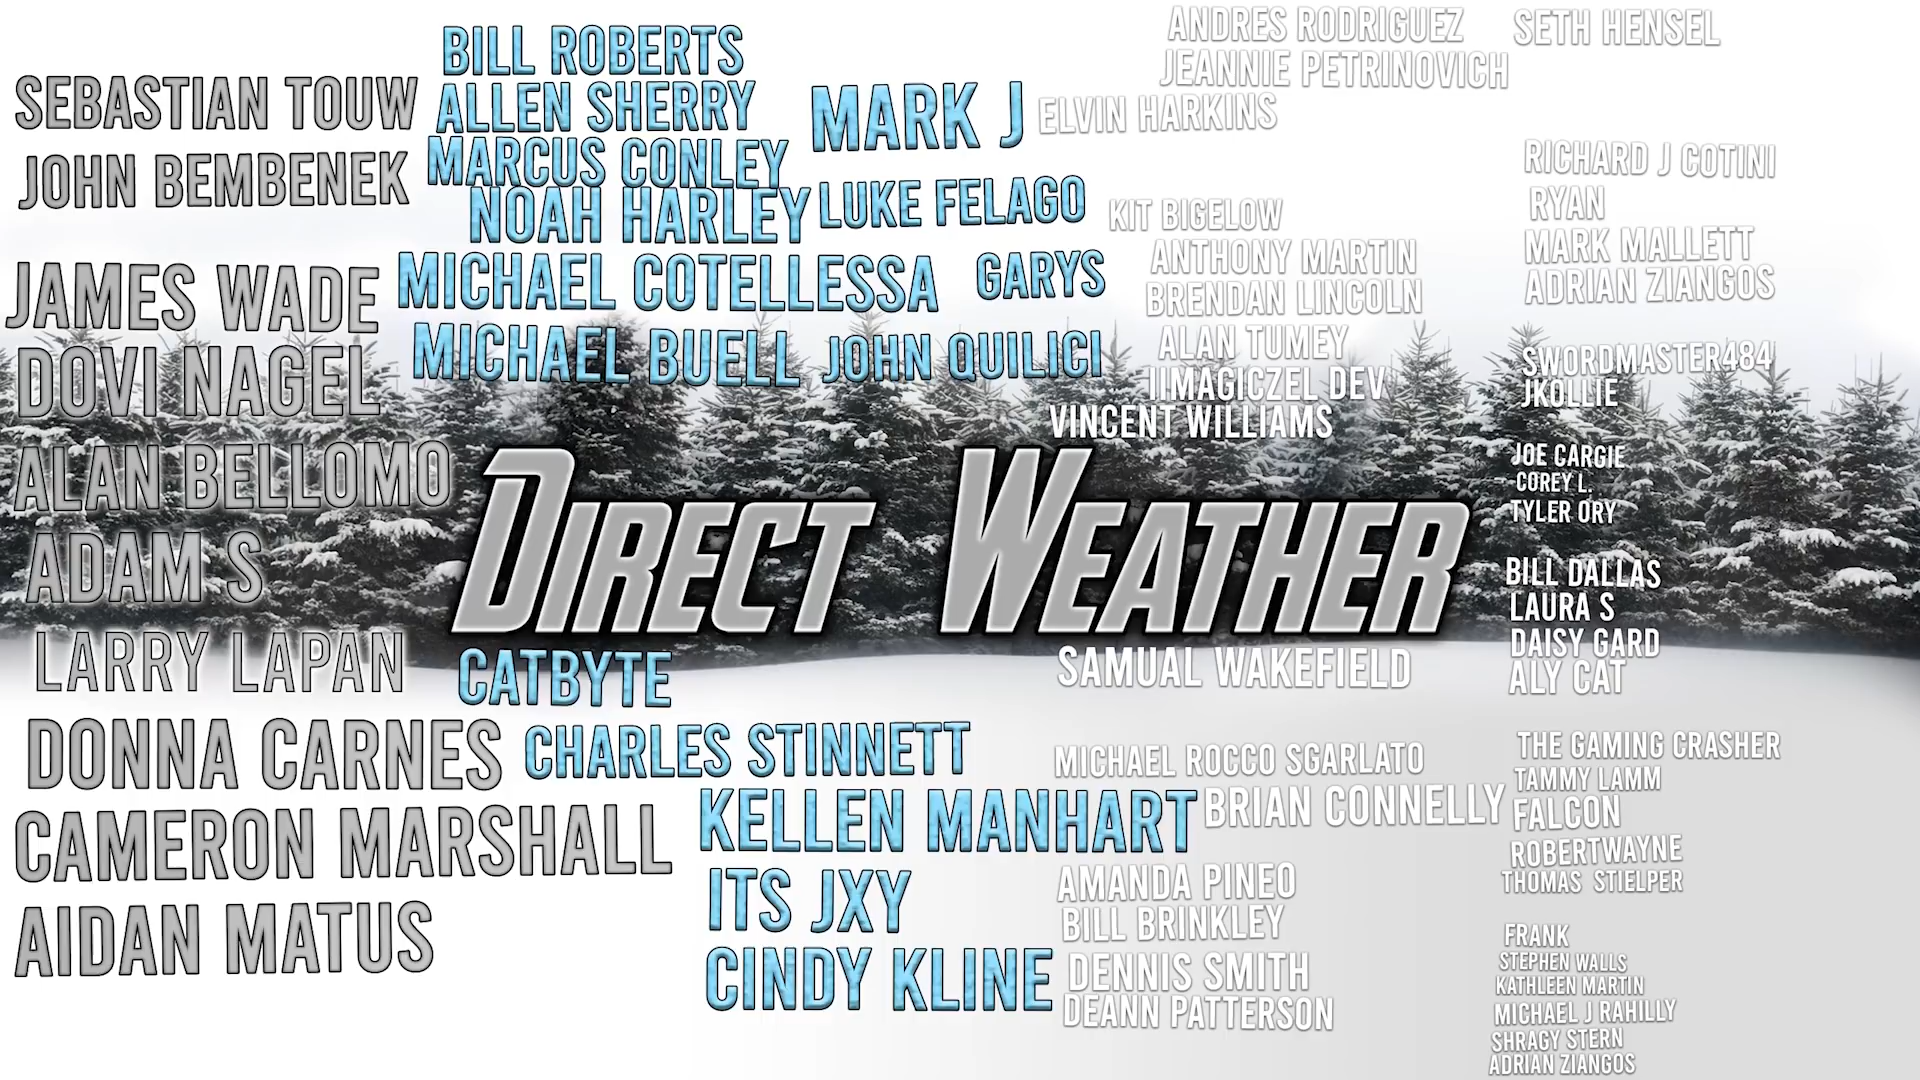 SEBASTIAN TOUW
JOHN BEMBENEK
JAMES WADE
DOVI NAGEL
ALAN BELLOMO
ADAM S
LARRY LAPAN
DONNA CARNES
CAMERON MARSHALL
AIDAN MATUS
BILL ROBERTS
ALLEN SHERRY
MARCUS CONLEY
NOAH HARLEY
MICHAEL COTELLESSA
MICHAEL BUELL
MARK J
LUKE FELAGO
GARYS
JOHN QUILICI
DIRECT WEATHER
CATBYTE
CHARLES STINNETT
KELLEN MANHART
ITS JXY
CINDY KLINE
ANDRES RODRIGUEZ
JEANNIE PETRINOVICH
ELVIN HARKINS
KIT BIGELOW
ANTHONY MARTIN
BRENDAN LINCOLN
ALAN TUMEY
IIMAGICZEL DEV
VINCENT WILLIAMS
SAMUAL WAKEFIELD
MICHAEL ROCCO SGARLATO
BRIAN CONNELLY
AMANDA PINEO
BILL BRINKLEY
DENNIS SMITH
DEANN PATTERSON
SETH HENSEL
RICHARD J COTINI
RYAN
MARK MALLETT
ADRIAN ZIANGOS
SWORDMASTER484
JKOLLIE
JOE CARGIE
COREY L.
TYLER ORY
BILL DALLAS
LAURA S
DAISY GARD
ALY CAT
THE GAMING CRASHER
TAMMY LAMM
FALCON
ROBERTWAYNE
THOMAS STIELPER
FRANK
STEPHEN WALLS
KATHLEEN MARTIN
MICHAEL J RAHILLY
SHRAGY STERN
ADRIAN ZIANGOS